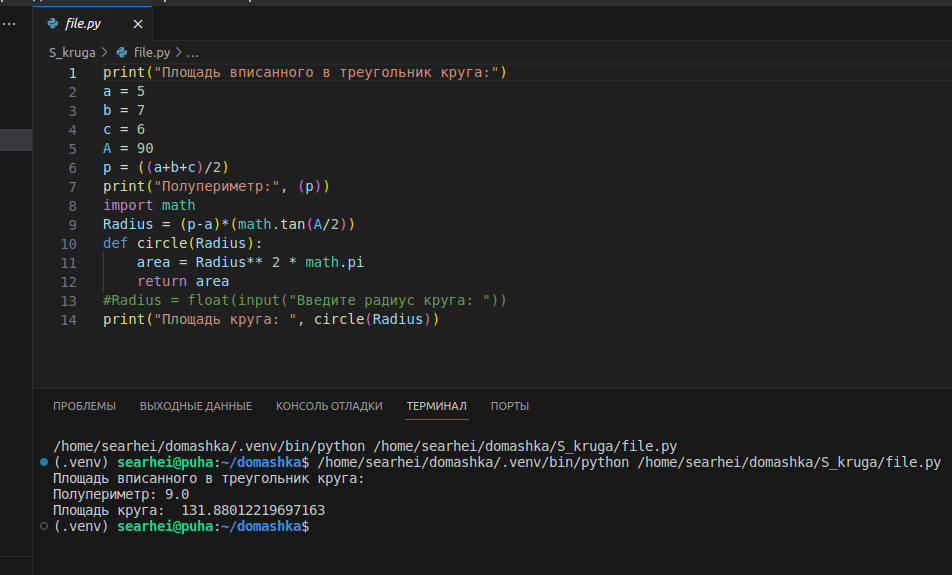 file.py
S_kruga > file.py > ...
1 print("Площадь вписанного в треугольник круга:")
2 a = 5
3 b = 7
4 c = 6
5 A = 90
6 p = ((a+b+c)/2)
7 print("Полупериметр:", (p))
8 import math
9 Radius = (p-a)*(math.tan(A/2))
10 def circle(Radius):
11     area = Radius** 2 * math.pi
12     return area
13 #Radius = float(input("Введите радиус круга: "))
14 print("Площадь круга: ", circle(Radius))
ПРОБЛЕМЫ ВЫХОДНЫЕ ДАННЫЕ КОНСОЛЬ ОТЛАДКИ ТЕРМИНАЛ ПОРТЫ
/home/searhei/domashka/.venv/bin/python /home/searhei/domashka/S_kruga/file.py
(.venv) searhei@puha:~/domashka$ /home/searhei/domashka/.venv/bin/python /home/searhei/domashka/S_kruga/file.py
Площадь вписанного в треугольник круга:
Полупериметр: 9.0
Площадь круга:  131.88012219697163
(.venv) searhei@puha:~/domashka$